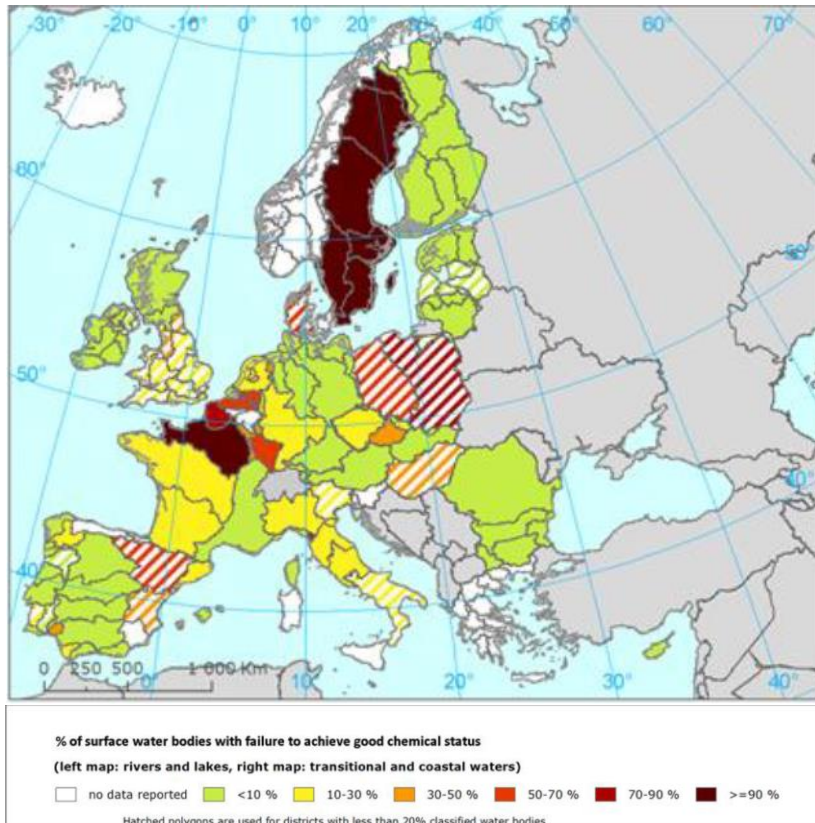 -30° -20° -10° 0° 10° 20° 30° 40° 50° 60° 70°
60°
50°
50°
40°
40°
0 250 500 1 000 Km
0° 10° 20° 30° 40°
% of surface water bodies with failure to achieve good chemical status
(left map: rivers and lakes, right map: transitional and coastal waters)
no data reported <10 % 10-30 % 30-50 % 50-70 % 70-90 % >=90 %
Hatched polygons are used for districts with less than 20% classified water bodies